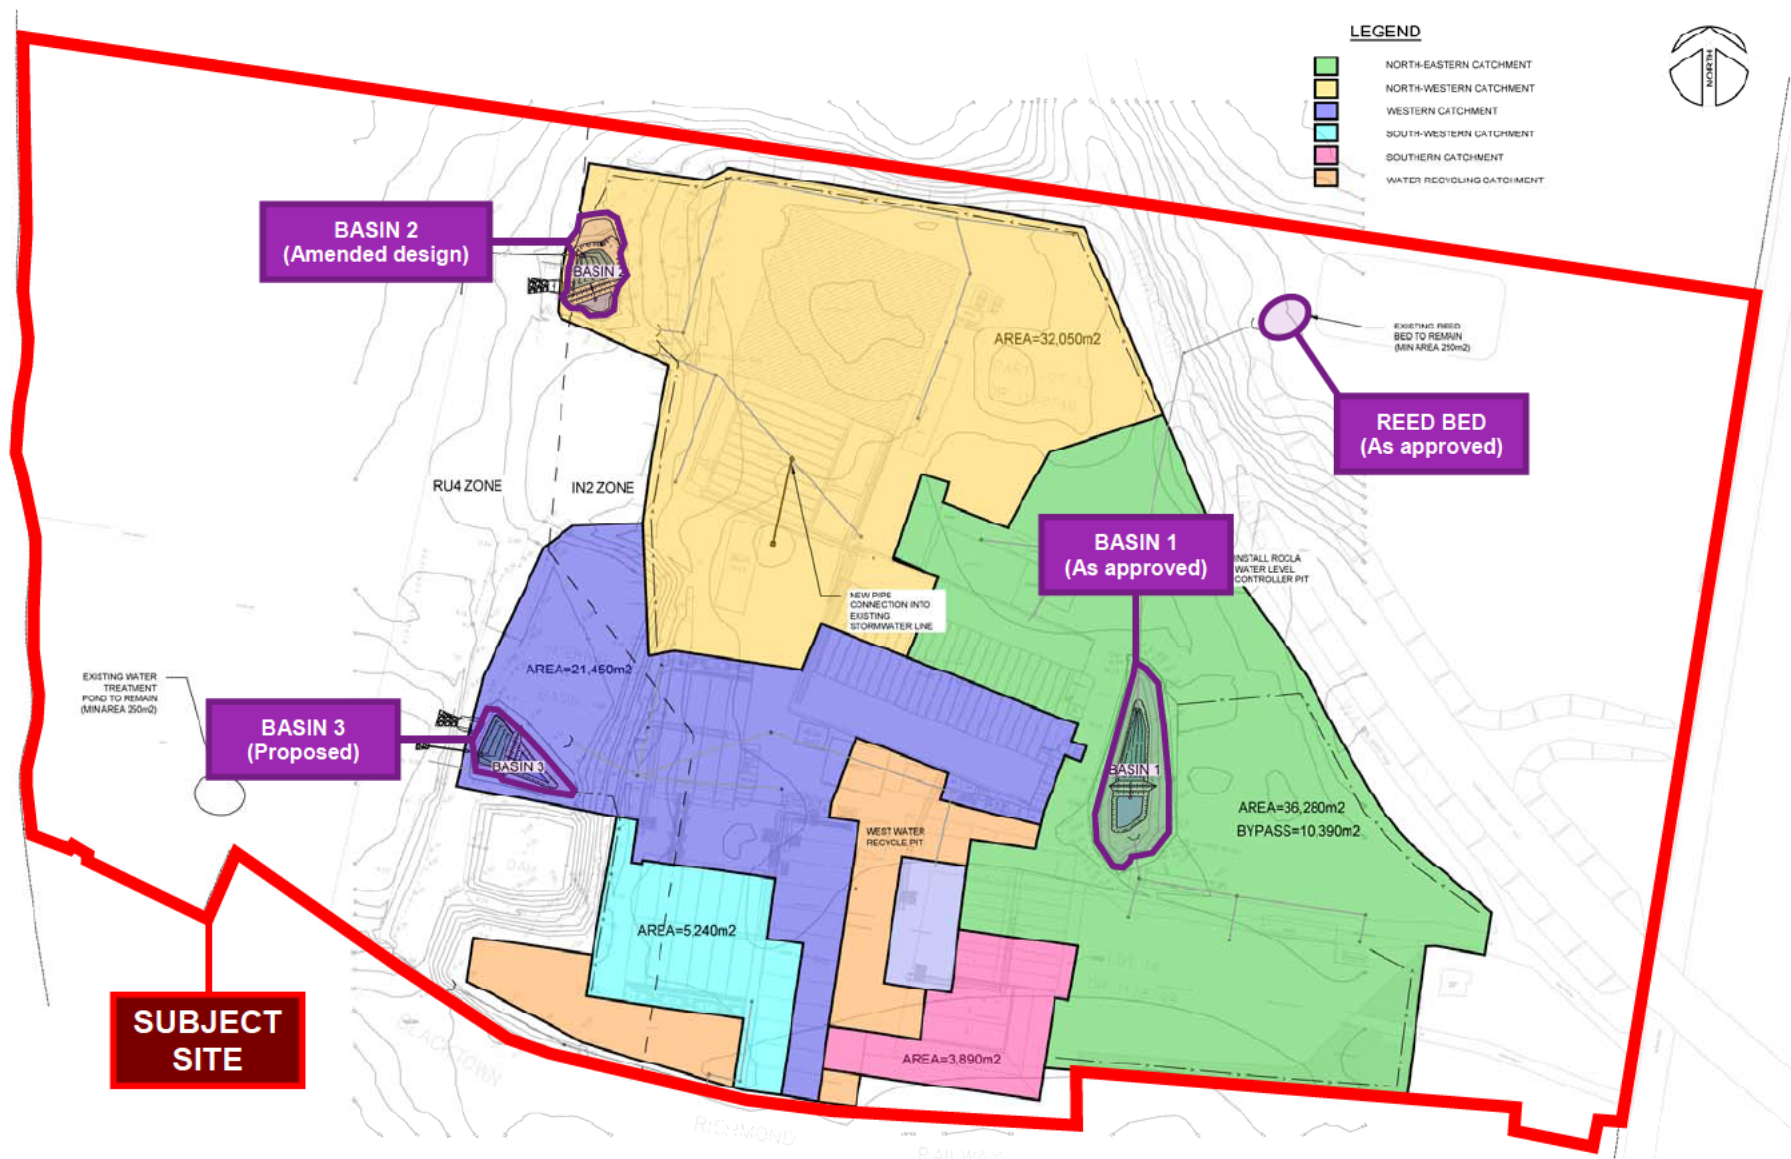 LEGEND
NORTH-EASTERN CATCHMENT
NORTH-WESTERN CATCHMENT
WESTERN CATCHMENT
SOUTH-WESTERN CATCHMENT
SOUTHERN CATCHMENT
WATER RECYCLING CATCHMENT
NORTH
BASIN 2
(Amended design)
BASIN 2
AREA=32,050m2
EXISTING REED
BED TO REMAIN
(MIN AREA 250m2)
REED BED
(As approved)
RU4 ZONE
IN2 ZONE
BASIN 1
(As approved)
INSTALL ROCLA
WATER LEVEL
CONTROLLER PIT
NEW PIPE
CONNECTION INTO
EXISTING
STORMWATER LINE
AREA=21,450m2
EXISTING WATER
TREATMENT
POND TO REMAIN
(MIN AREA 250m2)
BASIN 3
(Proposed)
BASIN 3
BASIN 1
AREA=36,280m2
BYPASS=10,390m2
WEST WATER
RECYCLE PIT
DAM
AREA=5,240m2
SUBJECT
SITE
AREA=3,890m2
BLACKTOWN
RICHMOND
RAILWAY